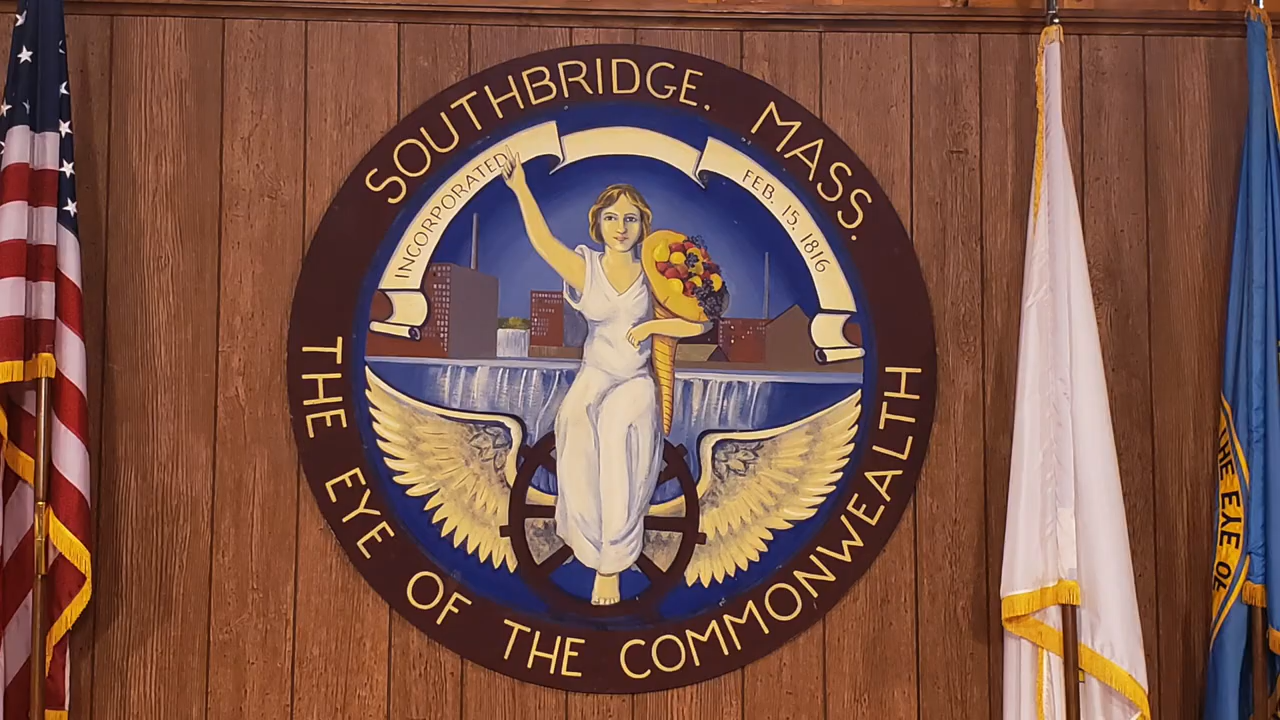 SOUTHBRIDGE. MASS.
INCORPORATED
FEB. 15, 1816
THE EYE OF THE COMMONWEALTH
THE EYE OF